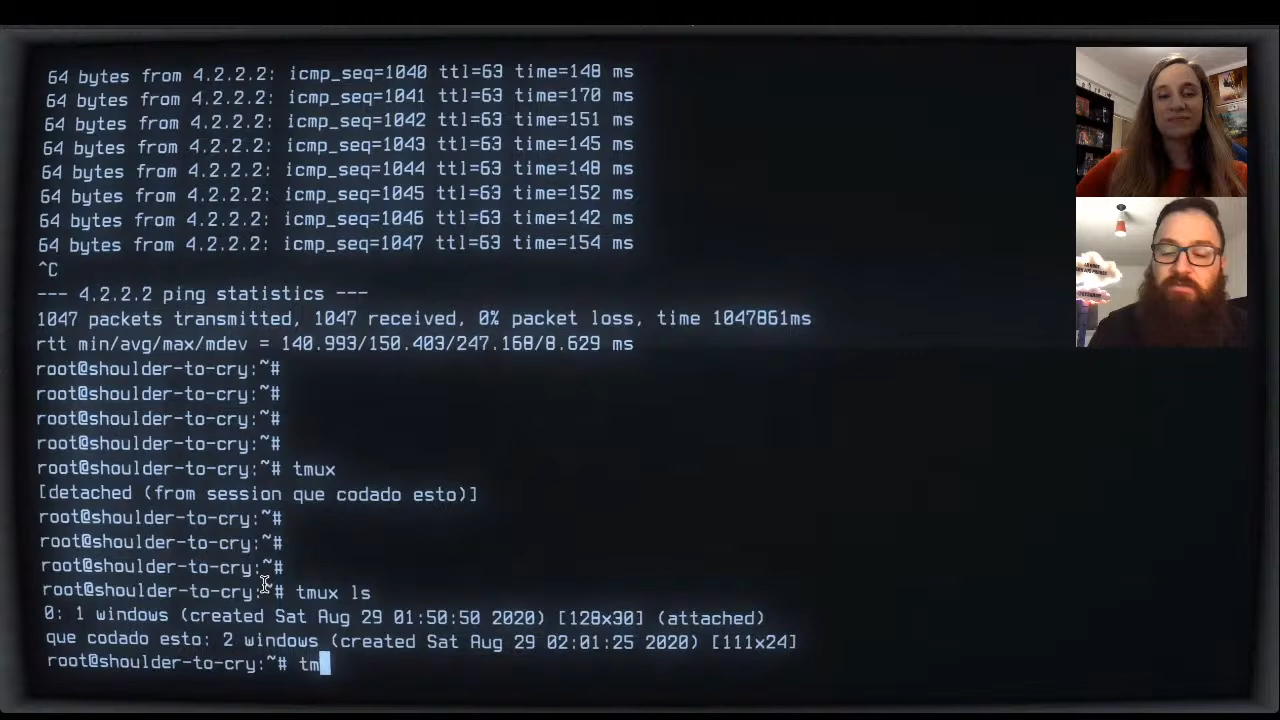 64 bytes from 4.2.2.2: icmp_seq=1040 ttl=63 time=148 ms
64 bytes from 4.2.2.2: icmp_seq=1041 ttl=63 time=170 ms
64 bytes from 4.2.2.2: icmp_seq=1042 ttl=63 time=151 ms
64 bytes from 4.2.2.2: icmp_seq=1043 ttl=63 time=145 ms
64 bytes from 4.2.2.2: icmp_seq=1044 ttl=63 time=148 ms
64 bytes from 4.2.2.2: icmp_seq=1045 ttl=63 time=152 ms
64 bytes from 4.2.2.2: icmp_seq=1046 ttl=63 time=142 ms
64 bytes from 4.2.2.2: icmp_seq=1047 ttl=63 time=154 ms
^C
--- 4.2.2.2 ping statistics ---
1047 packets transmitted, 1047 received, 0% packet loss, time 1047861ms
rtt min/avg/max/mdev = 140.993/150.403/247.168/8.629 ms
root@shoulder-to-cry:~#
root@shoulder-to-cry:~#
root@shoulder-to-cry:~#
root@shoulder-to-cry:~#
root@shoulder-to-cry:~# tmux
[detached (from session que codado esto)]
root@shoulder-to-cry:~#
root@shoulder-to-cry:~#
root@shoulder-to-cry:~#
root@shoulder-to-cry:~# tmux ls
0: 1 windows (created Sat Aug 29 01:50:50 2020) [128x30] (attached)
que codado esto: 2 windows (created Sat Aug 29 02:01:25 2020) [111x24]
root@shoulder-to-cry:~# tm